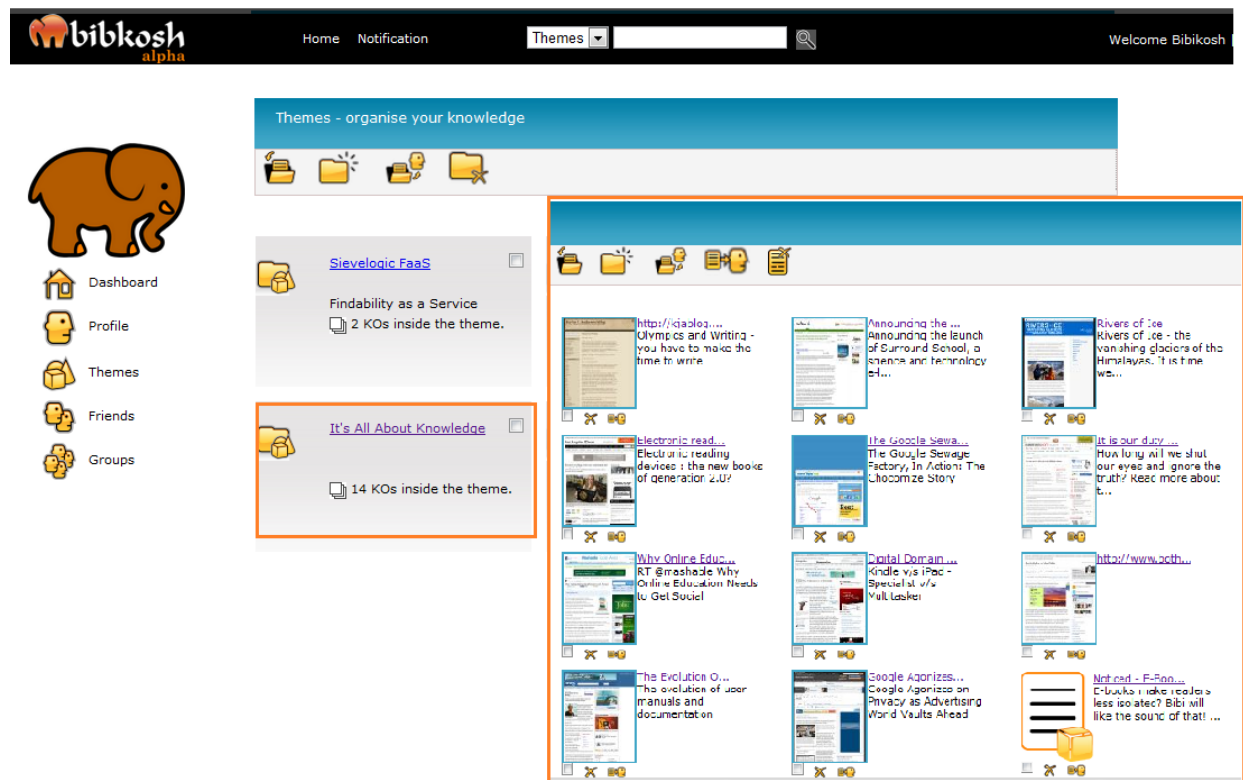 bibkosh
alpha
Home Notification
Themes
Welcome Bibikosh
Themes - organise your knowledge
Dashboard
Profile
Themes
Friends
Groups
Sievelogic FaaS
Findability as a Service
2 KOs inside the theme.
It's All About Knowledge
14 KOs inside the theme.
http://kjablog....
Olympics and Writing -
you have to make the
time to write
Announcing the ...
Announcing the launch
of Surround School, a
science and technology
e-l...
Rivers of Ice
Rivers of Ice - the
vanishing glaciers of the
Himalayas. It is time
we...
Electronic read...
Electronic reading
devices : the new books
of generation 2.0?
The Google Sewa...
The Google Sewage
Factory, In Action: The
Chocomize Story
It is our duty ...
How long will we shut
our eyes and ignore the
truth? Read more about
t...
Why Online Educ...
RT @mashable Why
Online Education Needs
to Get Social
Digital Domain ...
Kindle v/s iPad -
Specialist v/s
Multitasker
The Evolution O...
The evolution of user
manuals and
documentation
Google Agonizes...
Google Agonizes on
Privacy as Advertising
World Vaults Ahead
Noticed - E-Boo...
E-books make readers
less isolated? Bibi will
like the sound of that! ...